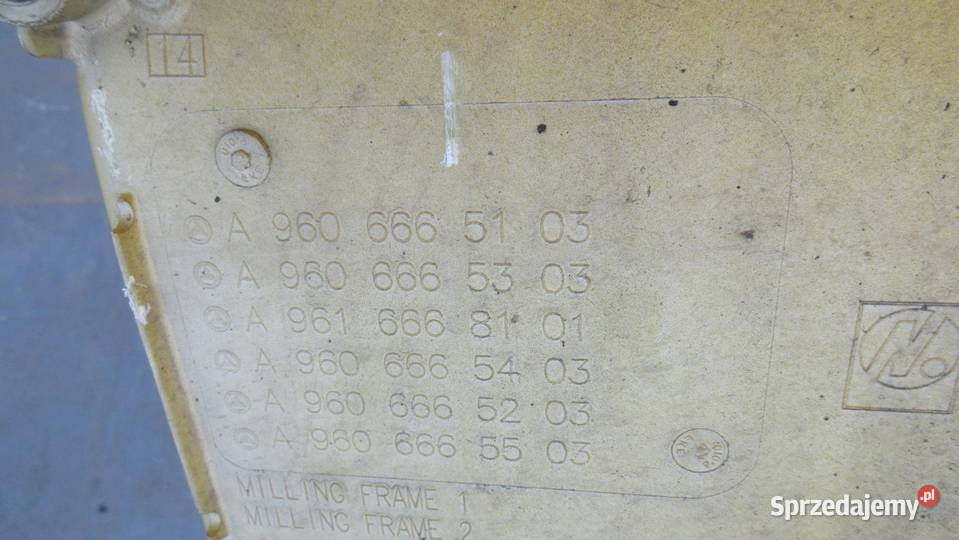 14
A 960 666 51 03
A 960 666 53 03
A 961 666 81 01
A 960 666 54 03
A 960 666 52 03
A 960 666 55 03
MILLING FRAME 1
MILLING FRAME 2
Sprzedajemy.pl